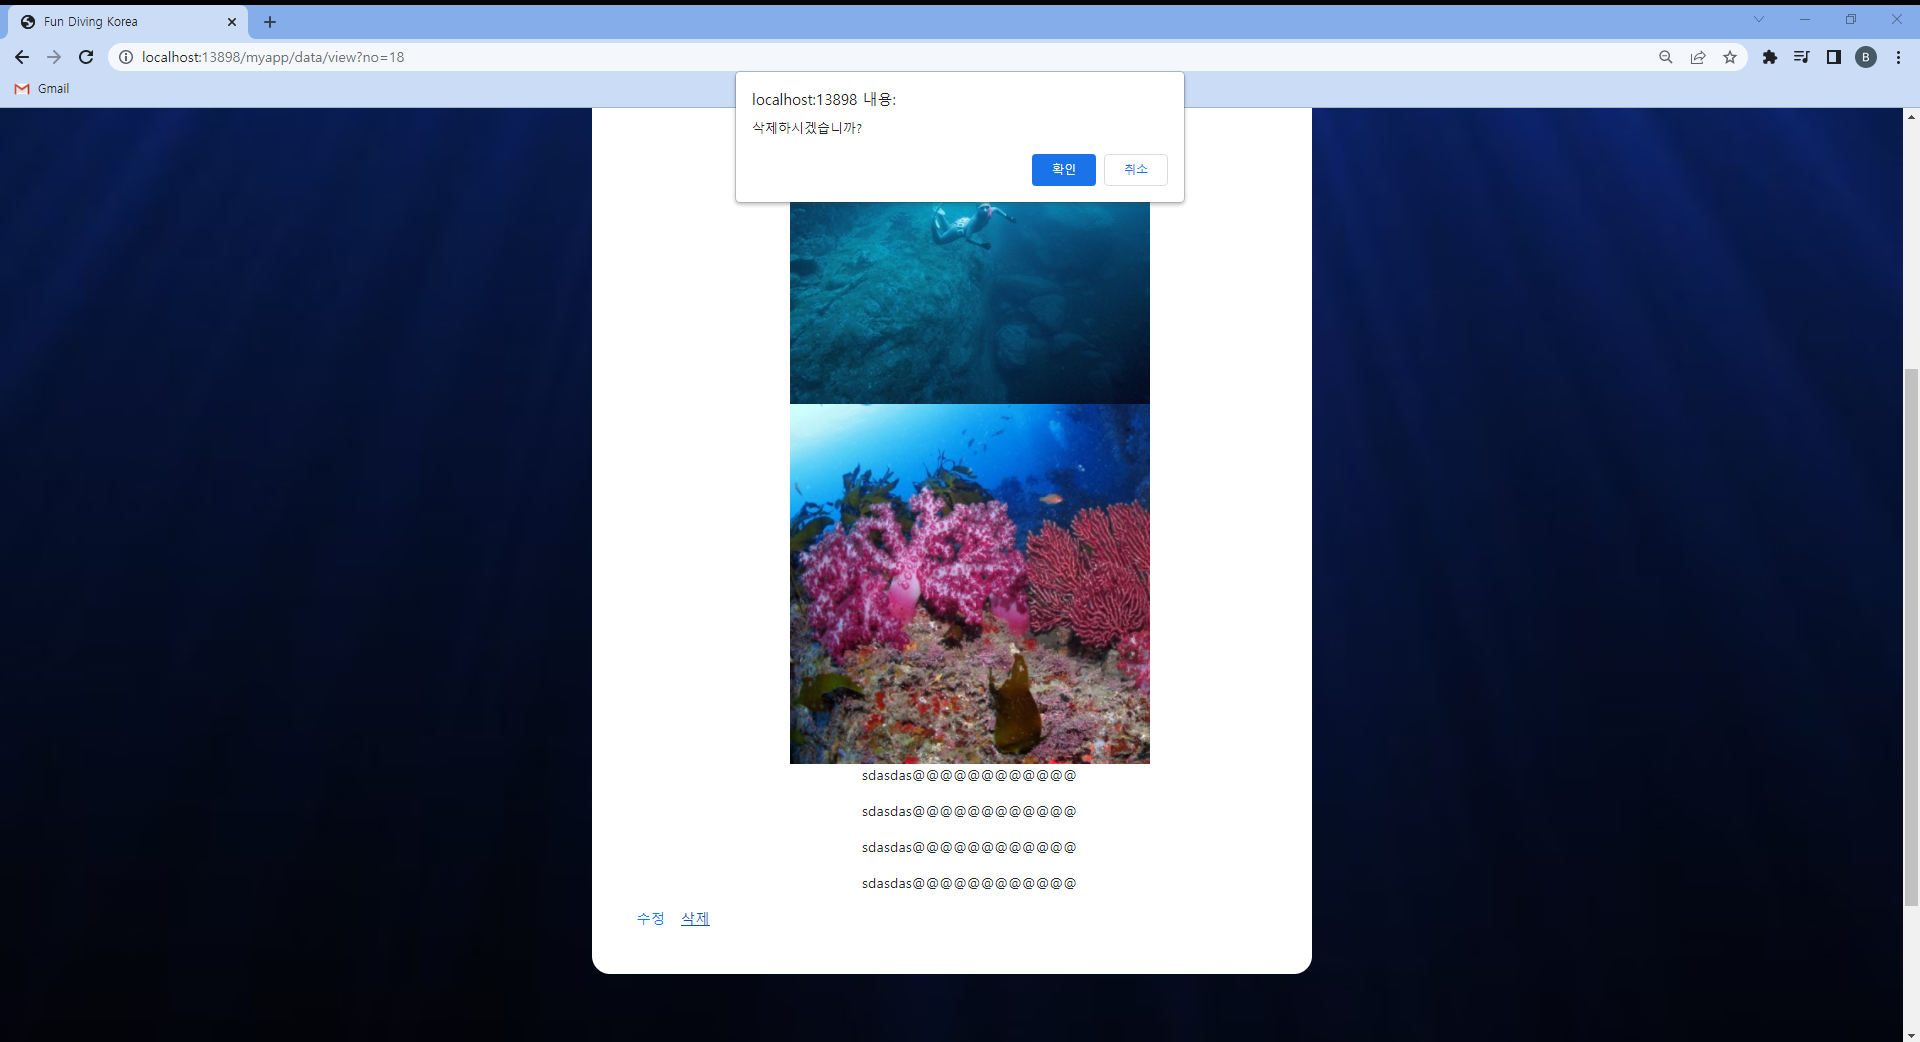 Fun Diving Korea
localhost:13898/myapp/data/view?no=18
B
Gmail
localhost:13898 내용:
삭제하시겠습니까?
확인 취소
sdasdas@@@@@@@@@@@@
sdasdas@@@@@@@@@@@@
sdasdas@@@@@@@@@@@@
sdasdas@@@@@@@@@@@@
수정 삭제